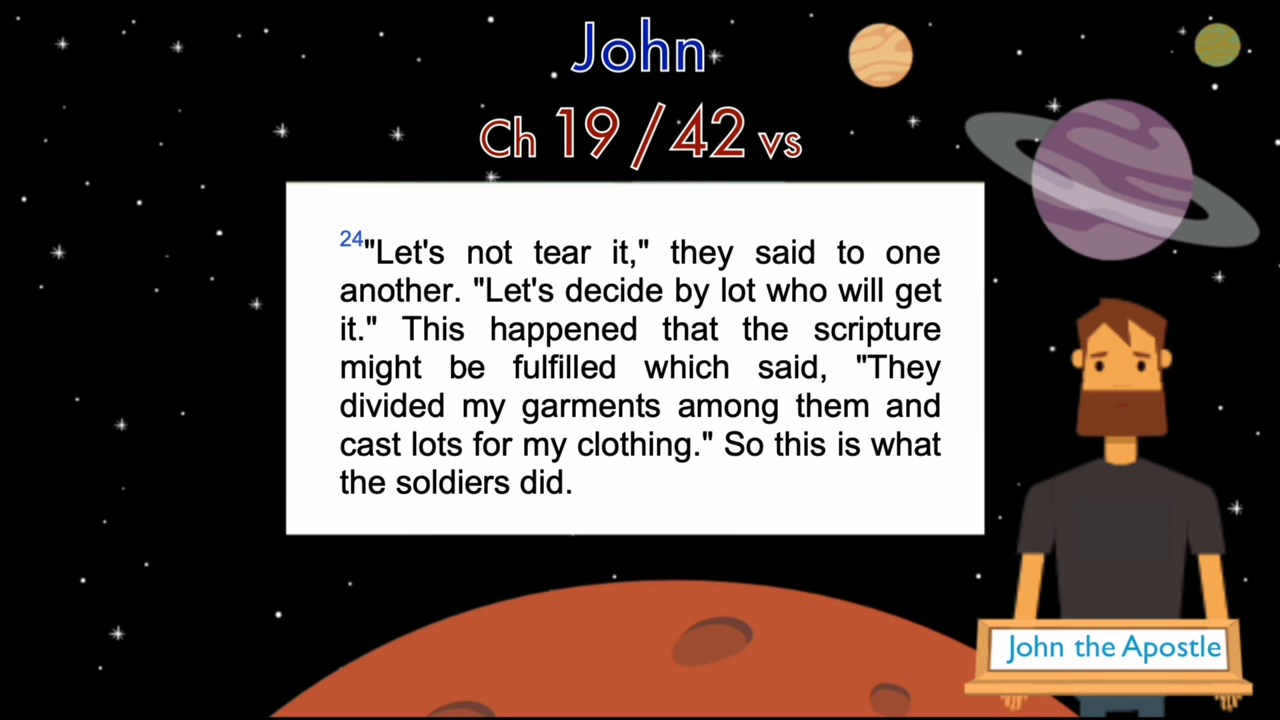 John
Ch 19/42 vs
24"Let's not tear it," they said to one
another. "Let's decide by lot who will get
it." This happened that the scripture
might be fulfilled which said, "They
divided my garments among them and
cast lots for my clothing." So this is what
the soldiers did.
John the Apostle